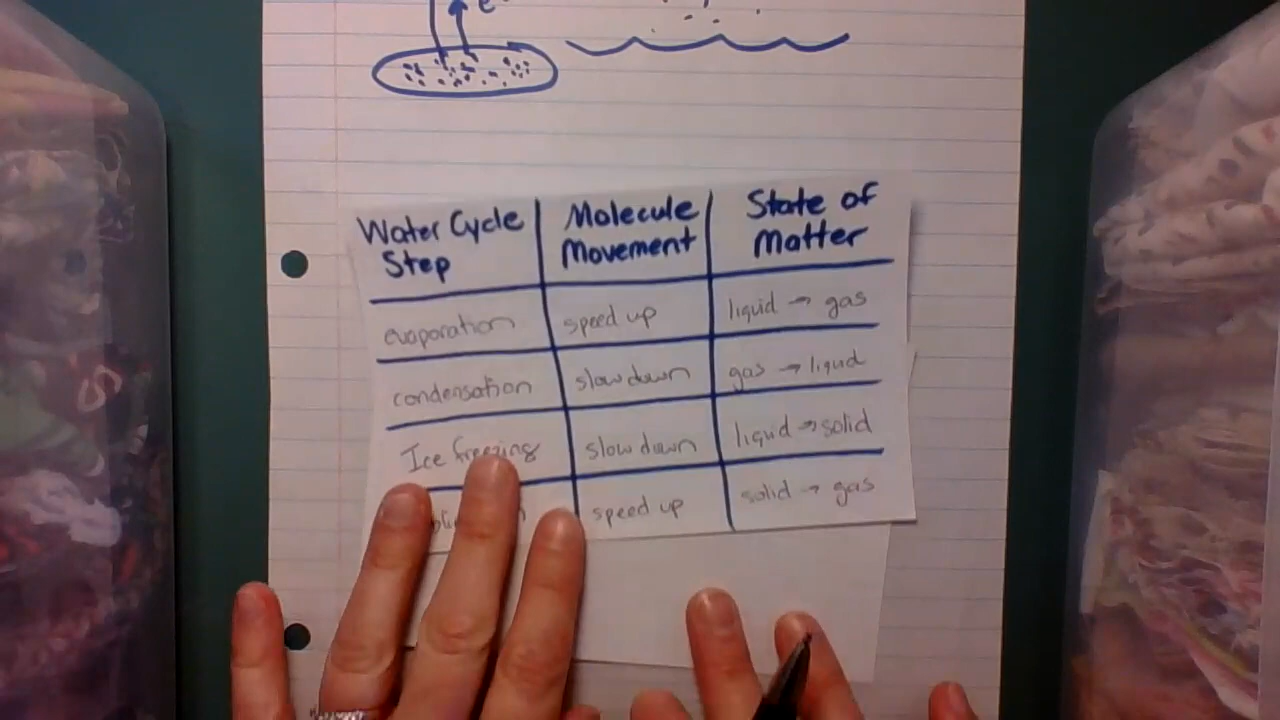 e
Water Cycle Step
Molecule Movement
State of Matter
evaporation
speed up
liquid → gas
condensation
slow down
gas → liquid
Ice freezing
slow down
liquid → solid
speed up
solid → gas